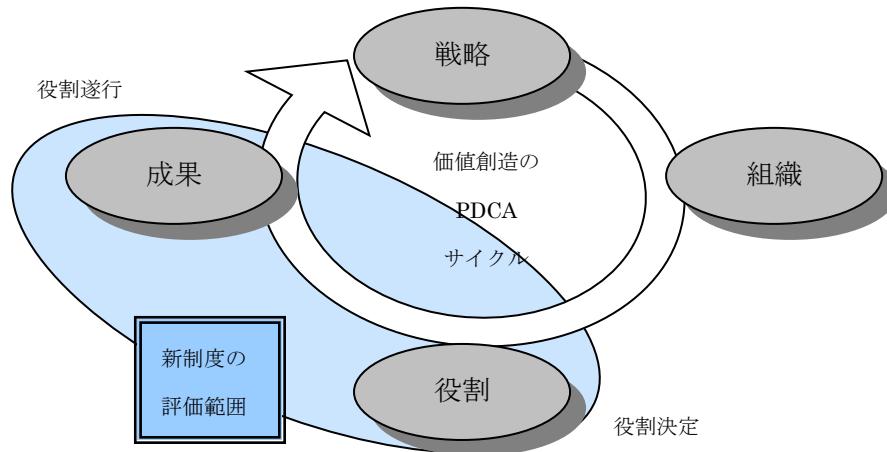 戦略
役割遂行
成果
価値創造の
PDCA
サイクル
組織
新制度の
評価範囲
役割
役割決定